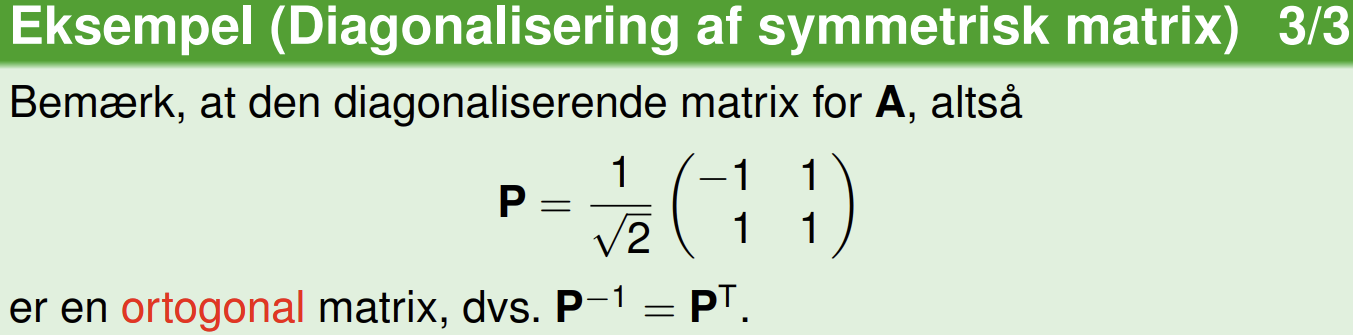 Eksempel (Diagonalisering af symmetrisk matrix) 3/3
Bemærk, at den diagonaliserende matrix for A, altså
P = 1/√2 (−1 1
1 1)
er en ortogonal matrix, dvs. P⁻¹ = Pᵀ.